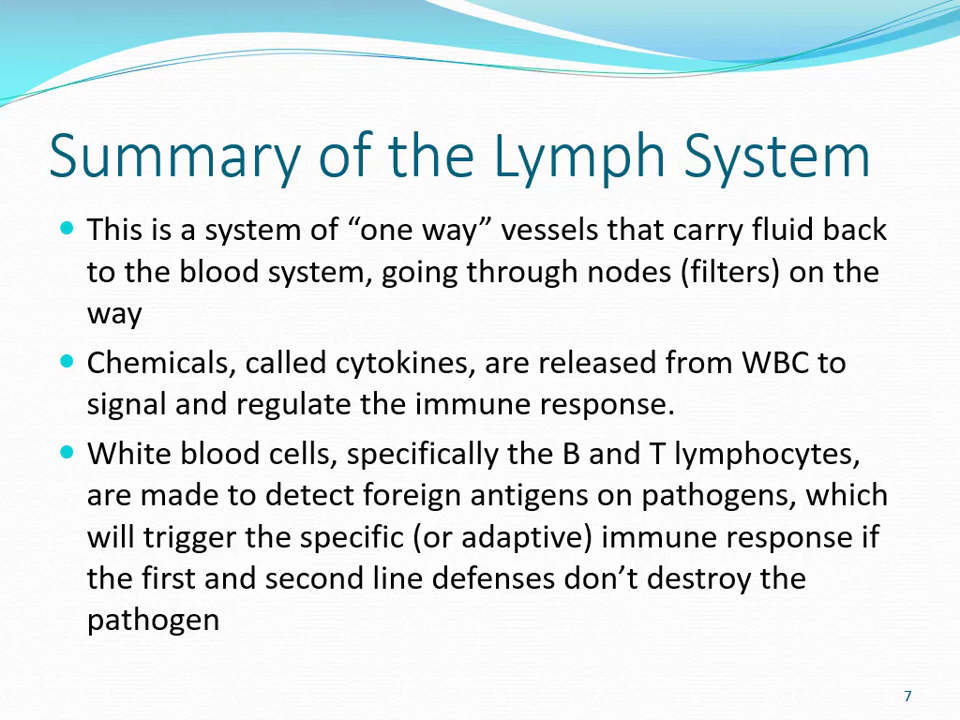 Summary of the Lymph System
• This is a system of “one way” vessels that carry fluid back
to the blood system, going through nodes (filters) on the
way
• Chemicals, called cytokines, are released from WBC to
signal and regulate the immune response.
• White blood cells, specifically the B and T lymphocytes,
are made to detect foreign antigens on pathogens, which
will trigger the specific (or adaptive) immune response if
the first and second line defenses don’t destroy the
pathogen
7